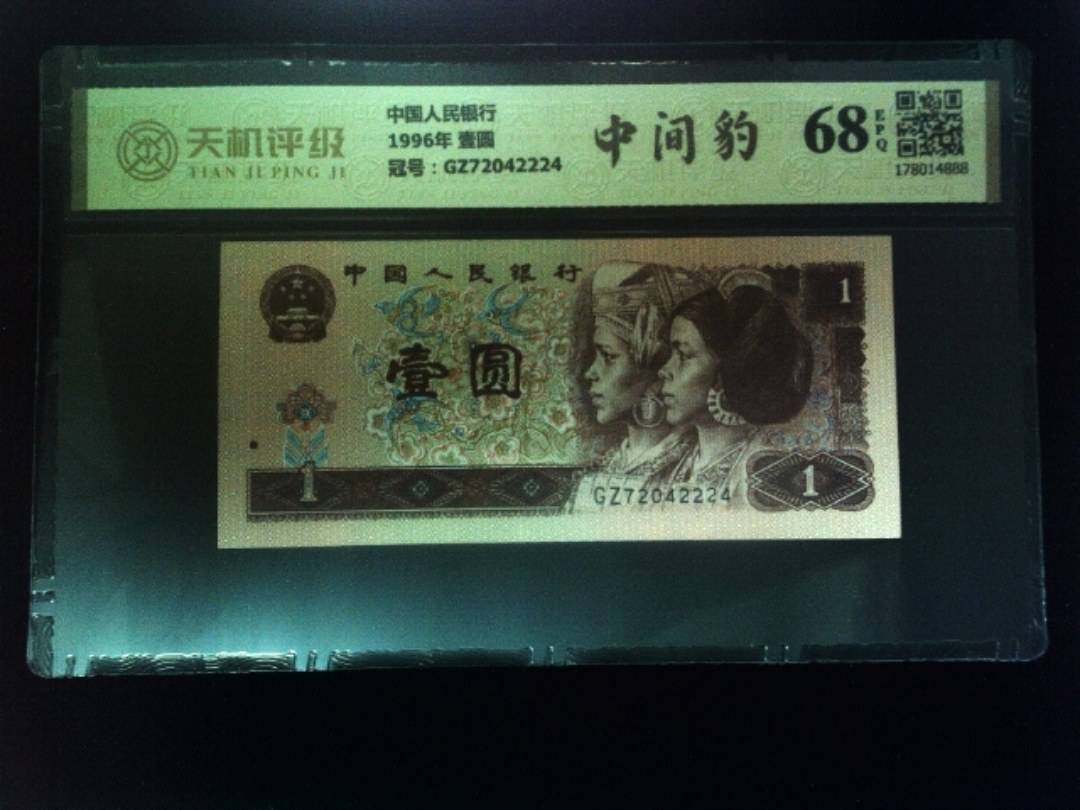 天机评级
TIAN JI PING JI
中国人民银行
1996年 壹圆
冠号：GZ72042224
中间豹
68
EPQ
178014888
中国人民银行
1
壹圆
1
GZ72042224
1